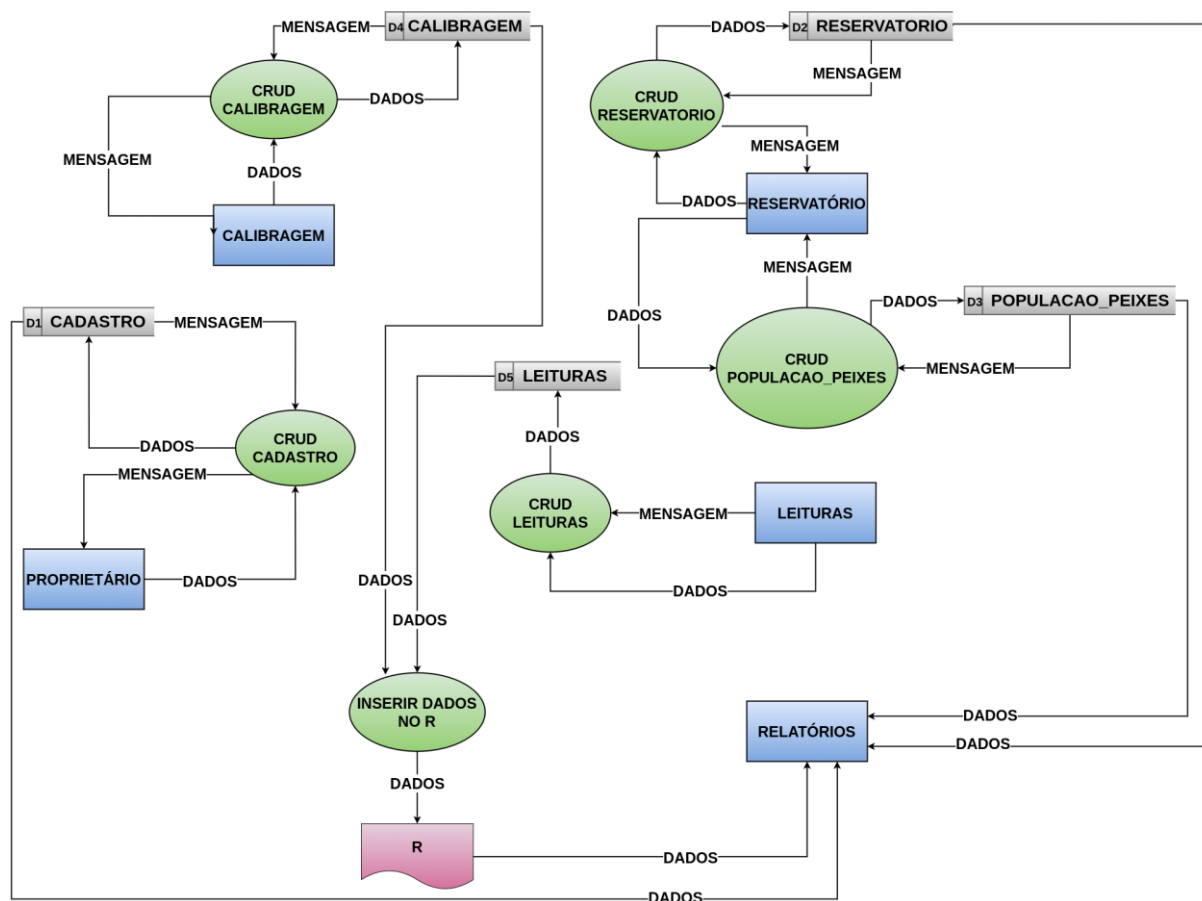 MENSAGEM
D4 CALIBRAGEM
CRUD
CALIBRAGEM
DADOS
MENSAGEM
DADOS
CALIBRAGEM
DADOS
D2 RESERVATORIO
MENSAGEM
CRUD
RESERVATORIO
MENSAGEM
DADOS
RESERVATÓRIO
MENSAGEM
DADOS
DADOS
D3 POPULACAO_PEIXES
CRUD
POPULACAO_PEIXES
MENSAGEM
D1 CADASTRO
MENSAGEM
CRUD
CADASTRO
DADOS
MENSAGEM
PROPRIETÁRIO
DADOS
D5 LEITURAS
DADOS
CRUD
LEITURAS
MENSAGEM
LEITURAS
DADOS
DADOS
DADOS
INSERIR DADOS
NO R
DADOS
R
RELATÓRIOS
DADOS
DADOS
DADOS
DADOS